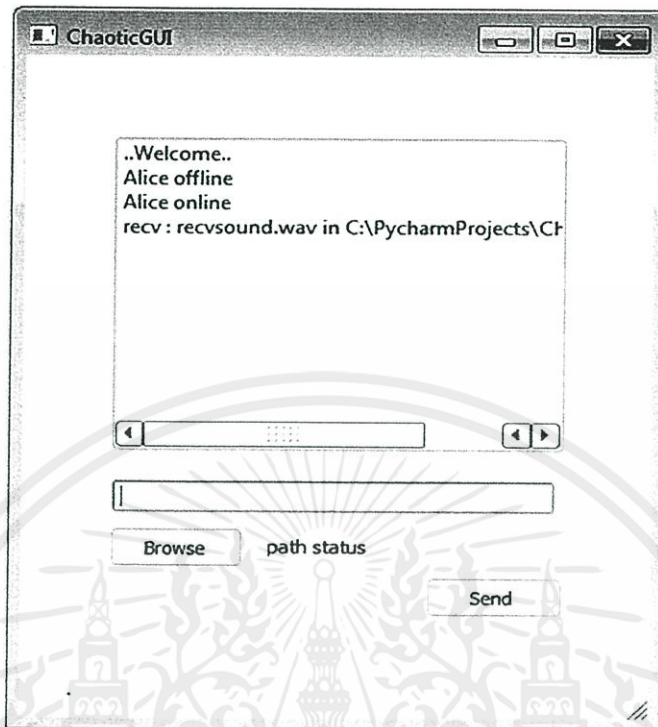 ChaoticGUI
..Welcome..
Alice offline
Alice online
recv : recvsound.wav in C:\PycharmProjects\Ch
Browse
path status
Send